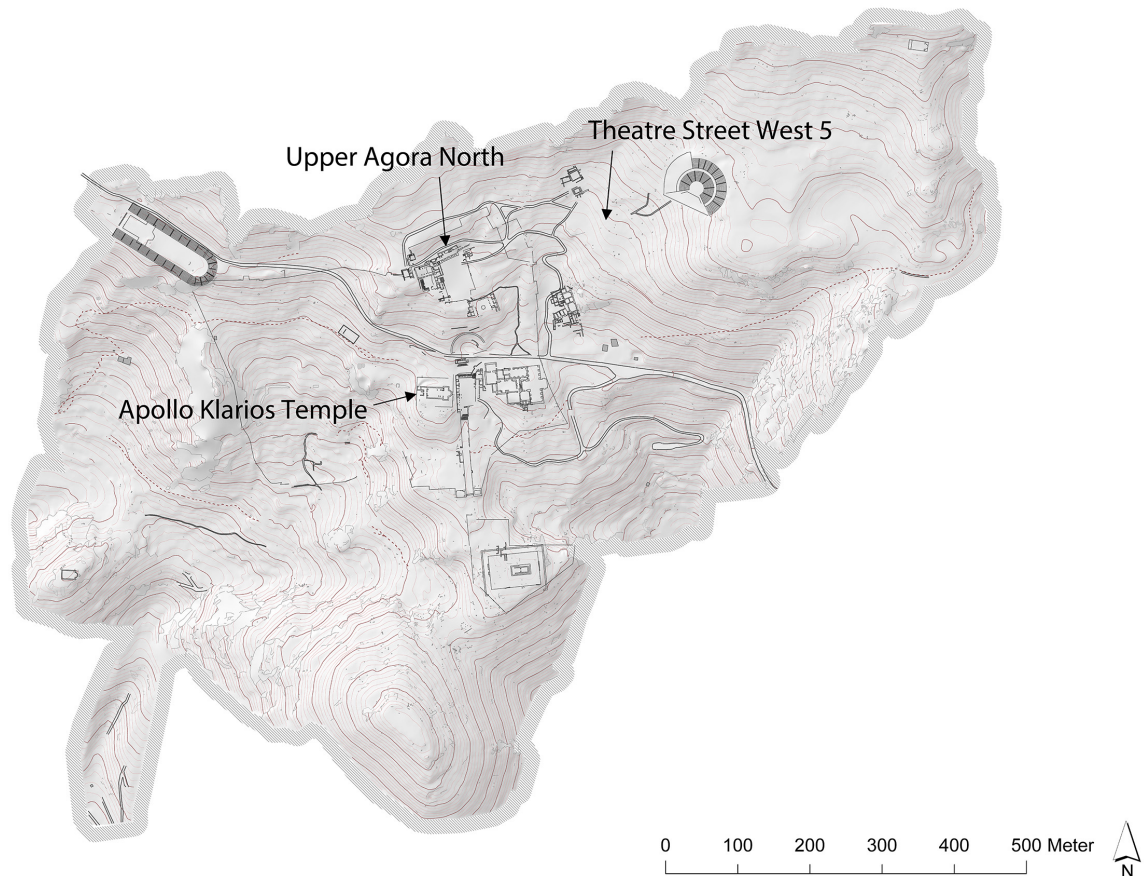 Theatre Street West 5
Upper Agora North
Apollo Klarios Temple
0 100 200 300 400 500 Meter
N